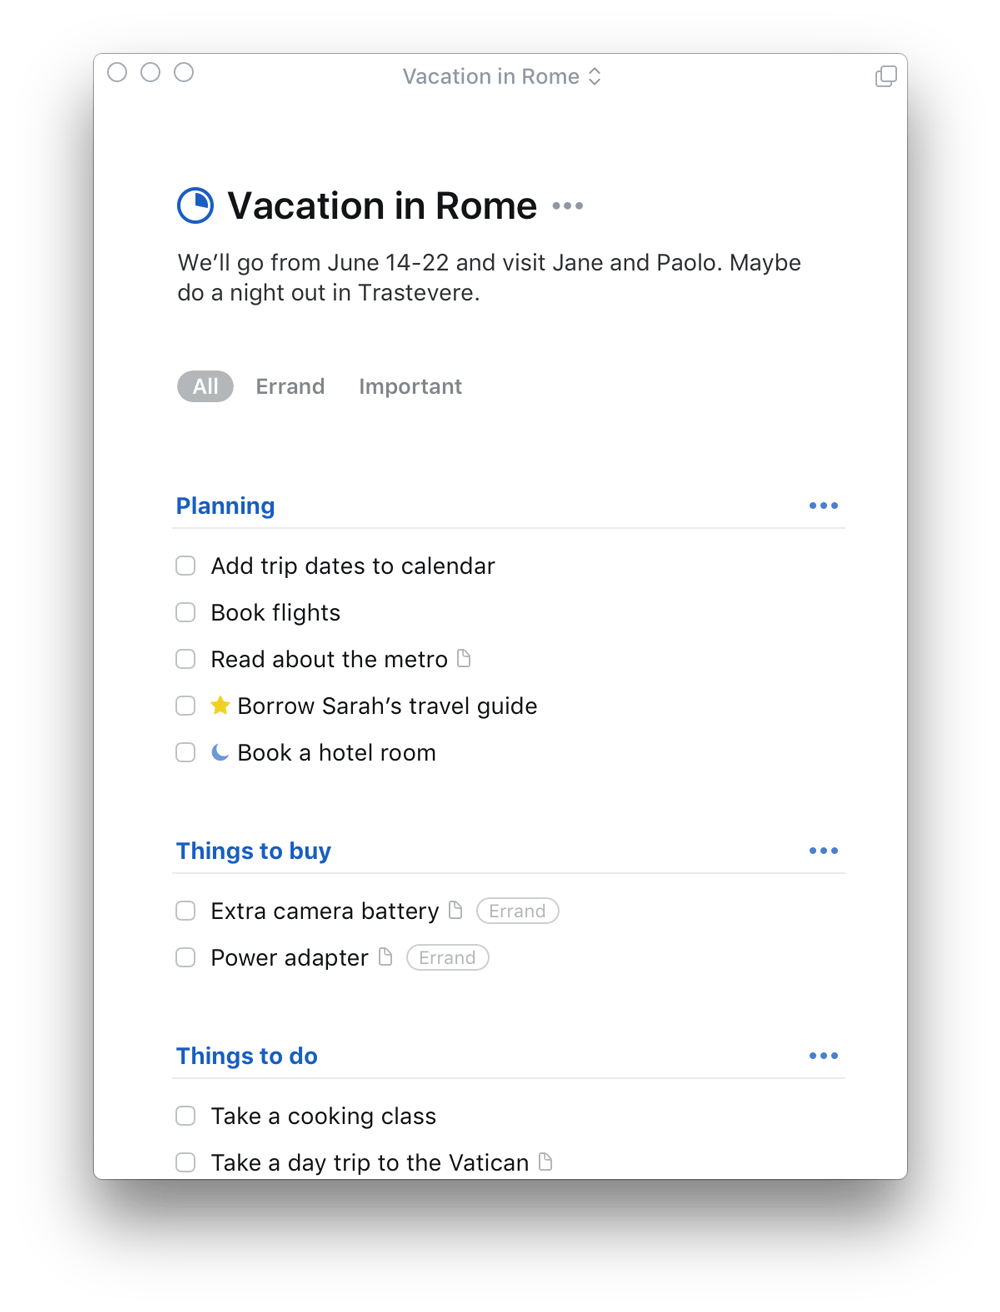 Vacation in Rome
Vacation in Rome
We’ll go from June 14-22 and visit Jane and Paolo. Maybe
do a night out in Trastevere.
All Errand Important
Planning
Add trip dates to calendar
Book flights
Read about the metro
Borrow Sarah’s travel guide
Book a hotel room
Things to buy
Extra camera battery Errand
Power adapter Errand
Things to do
Take a cooking class
Take a day trip to the Vatican